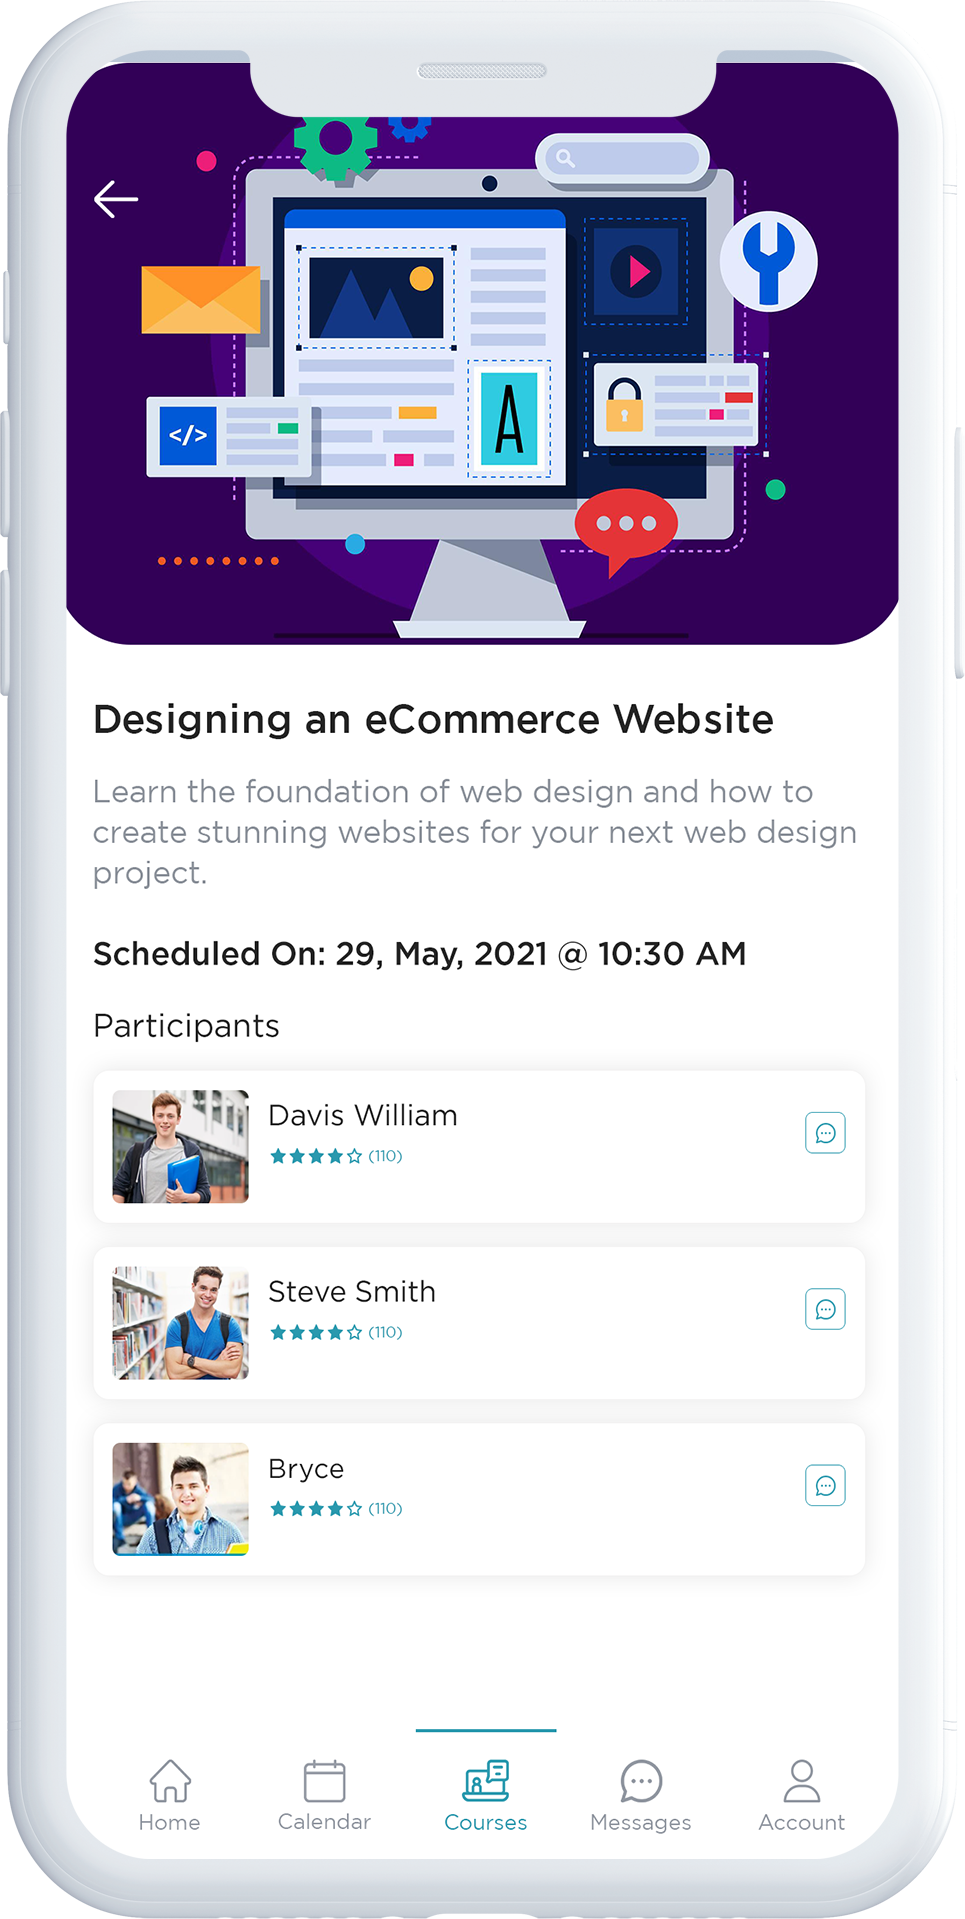 </>
A
Designing an eCommerce Website
Learn the foundation of web design and how to
create stunning websites for your next web design
project.
Scheduled On: 29, May, 2021 @ 10:30 AM
Participants
Davis William
(110)
Steve Smith
(110)
Bryce
(110)
Home
Calendar
Courses
Messages
Account